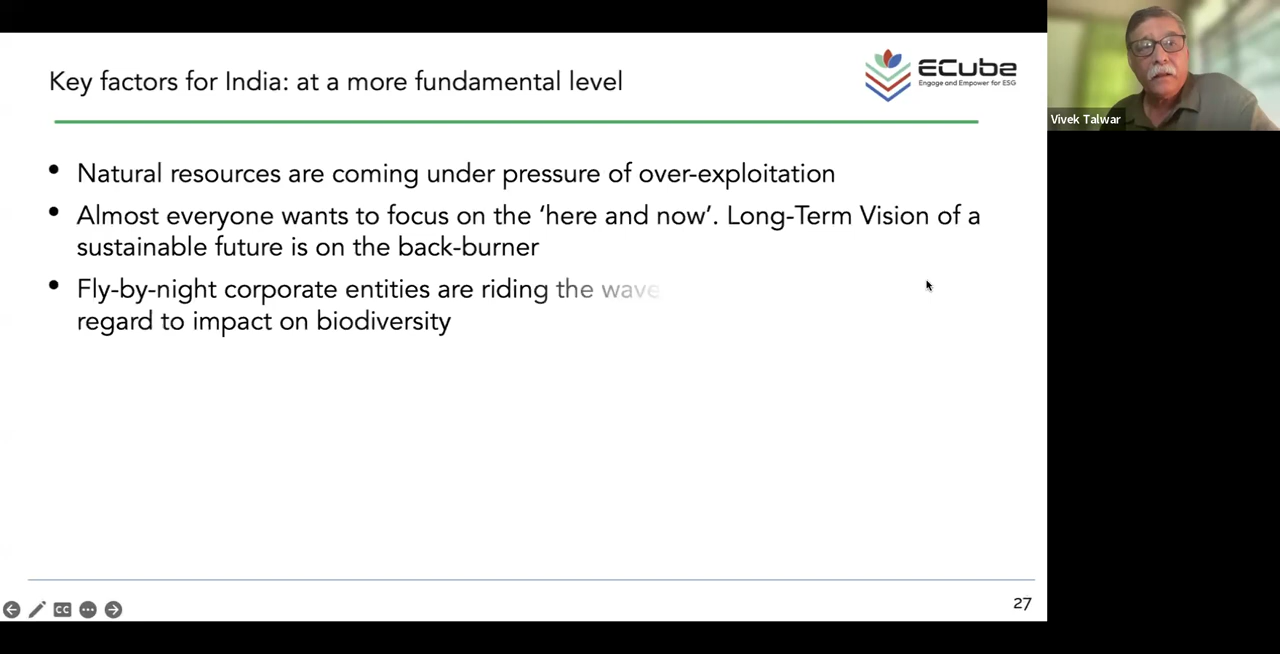 Key factors for India: at a more fundamental level
ECube
Engage and Empower for ESG
Vivek Talwar
• Natural resources are coming under pressure of over-exploitation
• Almost everyone wants to focus on the ‘here and now’. Long-Term Vision of a
sustainable future is on the back-burner
• Fly-by-night corporate entities are riding the wave
regard to impact on biodiversity
CC
27